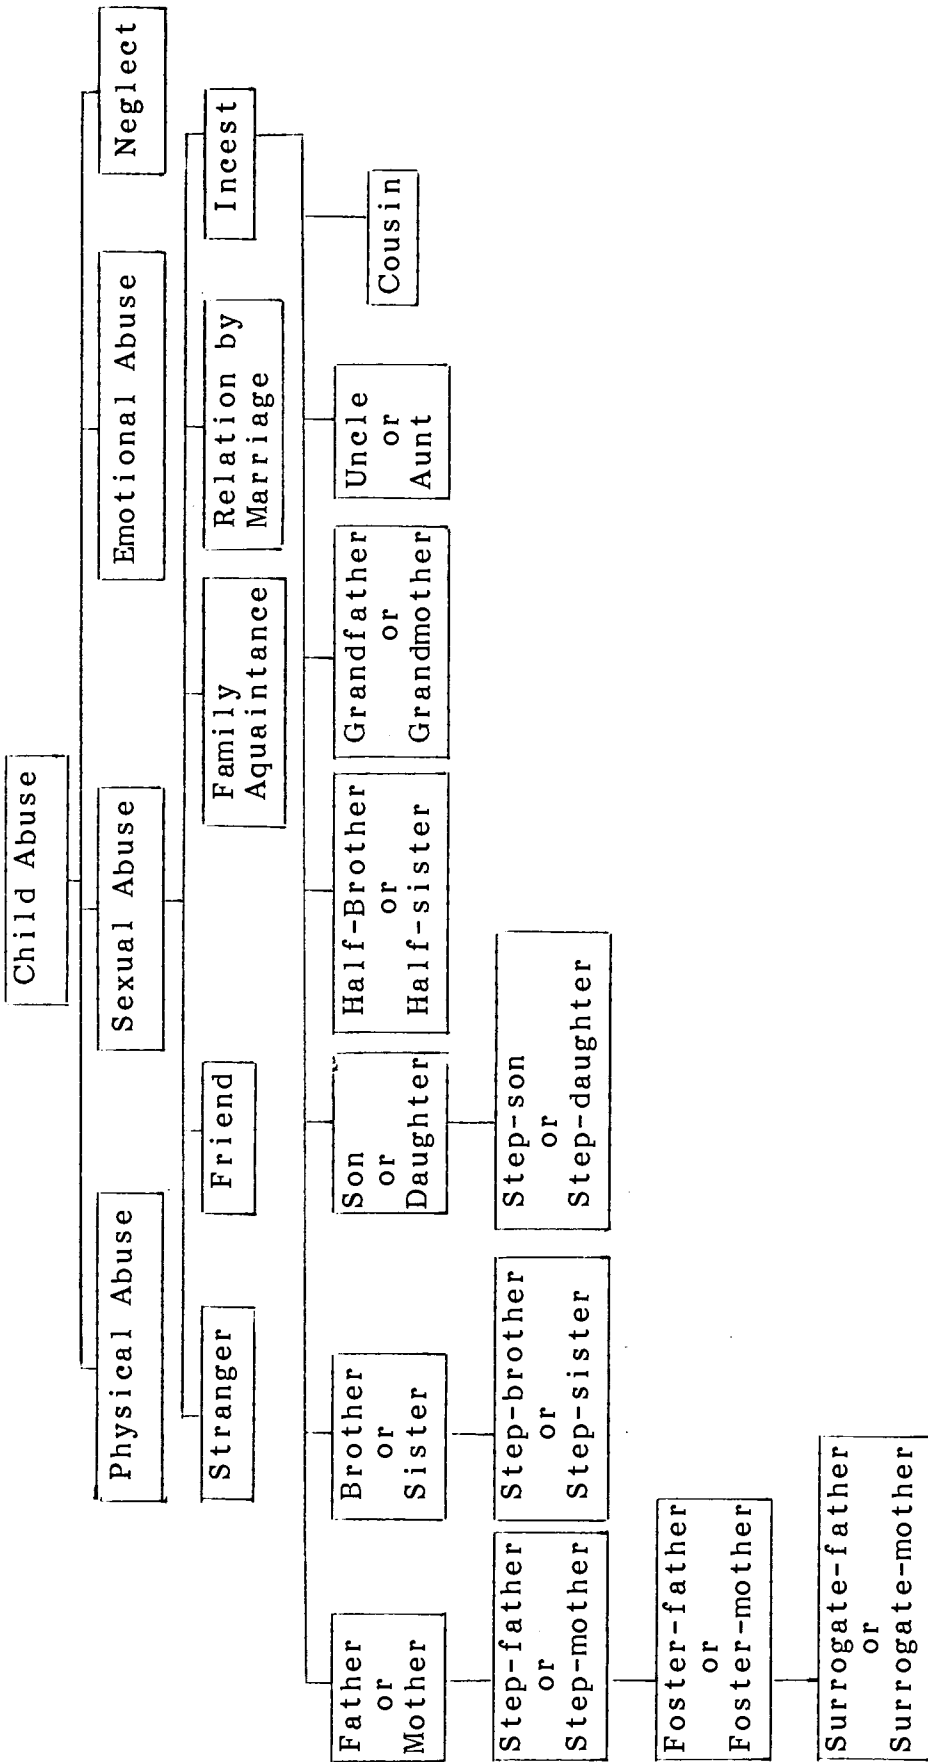 Child Abuse
Physical Abuse
Sexual Abuse
Emotional Abuse
Neglect
Stranger
Friend
Family
Aquaintance
Relation by
Marriage
Incest
Father
or
Mother
Brother
or
Sister
Son
or
Daughter
Half-Brother
or
Half-sister
Grandfather
or
Grandmother
Uncle
or
Aunt
Cousin
Step-father
or
Step-mother
Step-brother
or
Step-sister
Step-son
or
Step-daughter
Foster-father
or
Foster-mother
Surrogate-father
or
Surrogate-mother